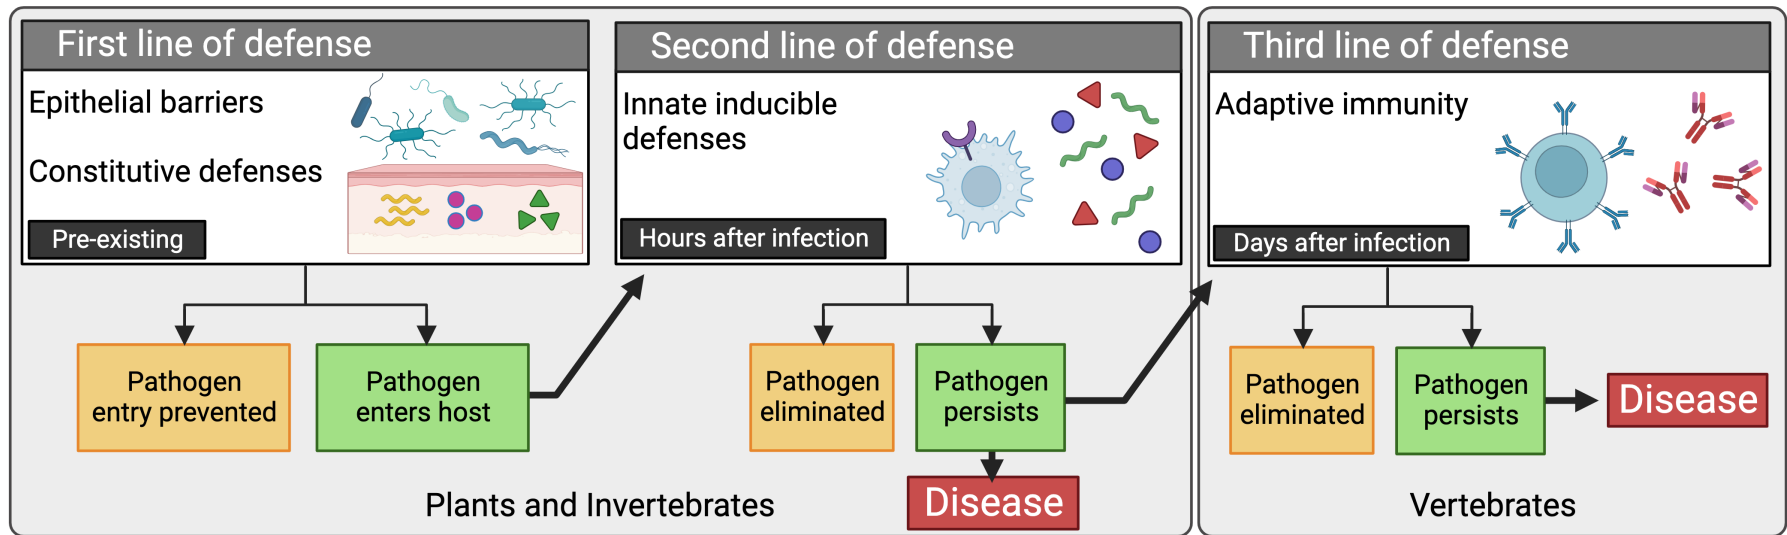 First line of defense
Epithelial barriers
Constitutive defenses
Pre-existing
Pathogen
entry prevented
Pathogen
enters host
Second line of defense
Innate inducible
defenses
Hours after infection
Pathogen
eliminated
Pathogen
persists
Disease
Plants and Invertebrates
Third line of defense
Adaptive immunity
Days after infection
Pathogen
eliminated
Pathogen
persists
Disease
Vertebrates